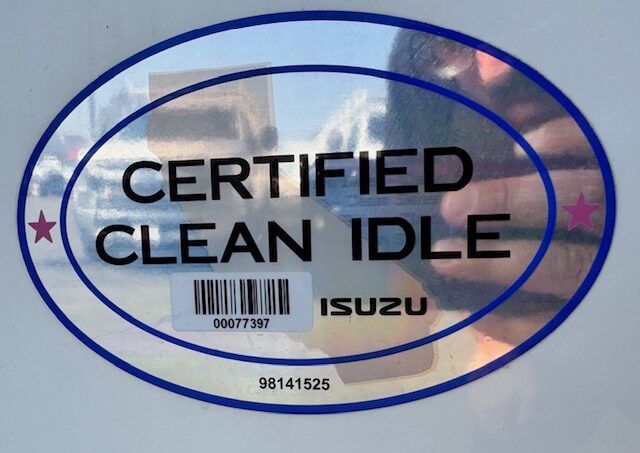 CERTIFIED
CLEAN IDLE
00077397
ISUZU
98141525